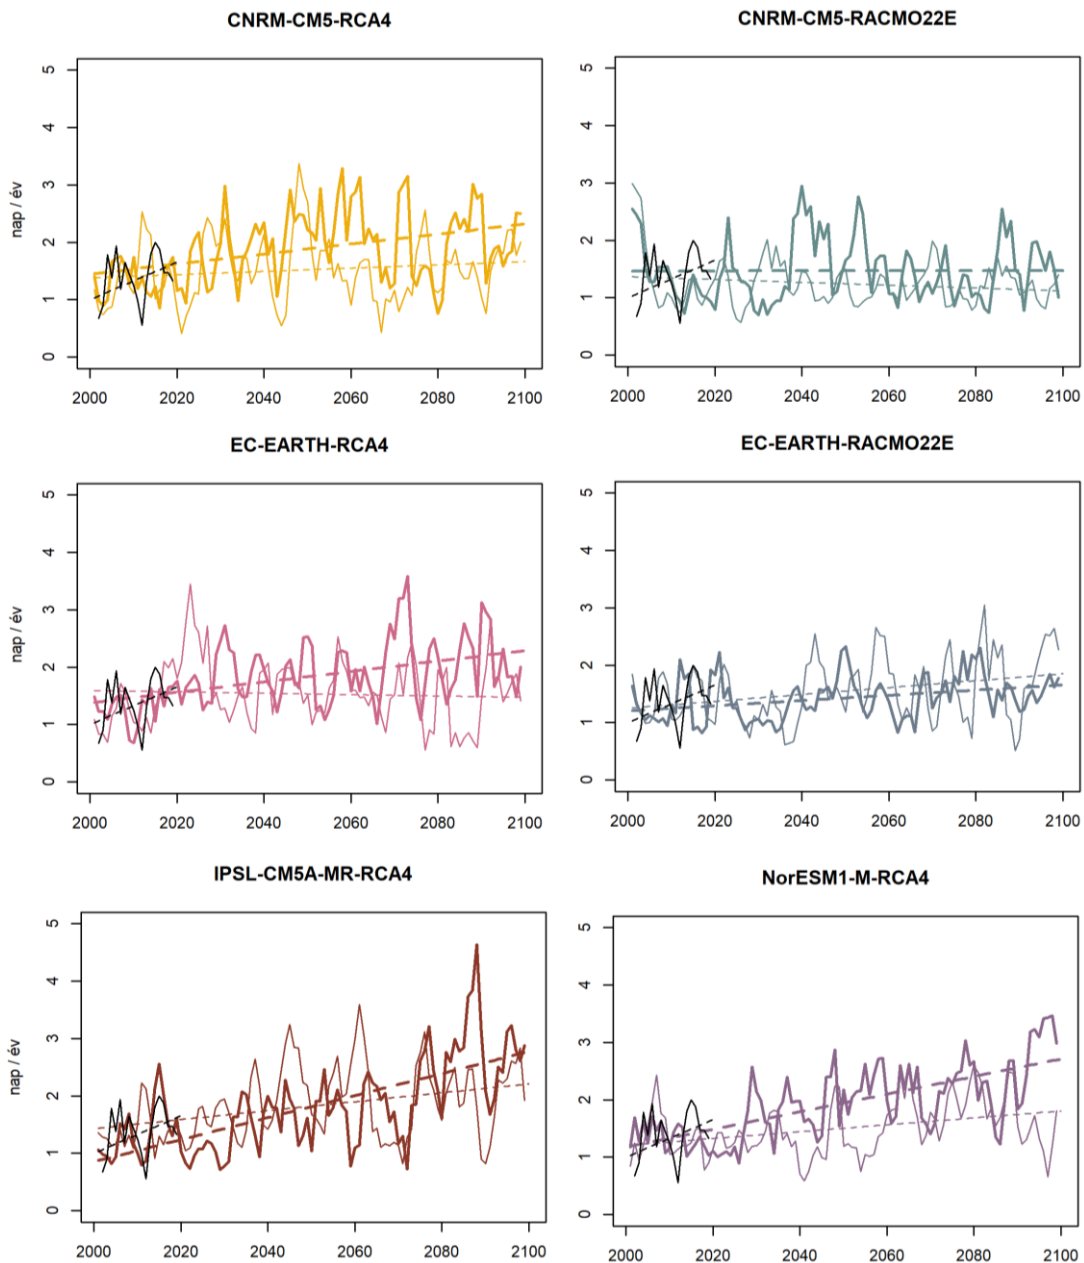 CNRM-CM5-RCA4
CNRM-CM5-RACMO22E
nap / év
5
4
3
2
1
0
2000 2020 2040 2060 2080 2100
5
4
3
2
1
0
2000 2020 2040 2060 2080 2100
EC-EARTH-RCA4
EC-EARTH-RACMO22E
nap / év
5
4
3
2
1
0
2000 2020 2040 2060 2080 2100
5
4
3
2
1
0
2000 2020 2040 2060 2080 2100
IPSL-CM5A-MR-RCA4
NorESM1-M-RCA4
nap / év
5
4
3
2
1
0
2000 2020 2040 2060 2080 2100
5
4
3
2
1
0
2000 2020 2040 2060 2080 2100